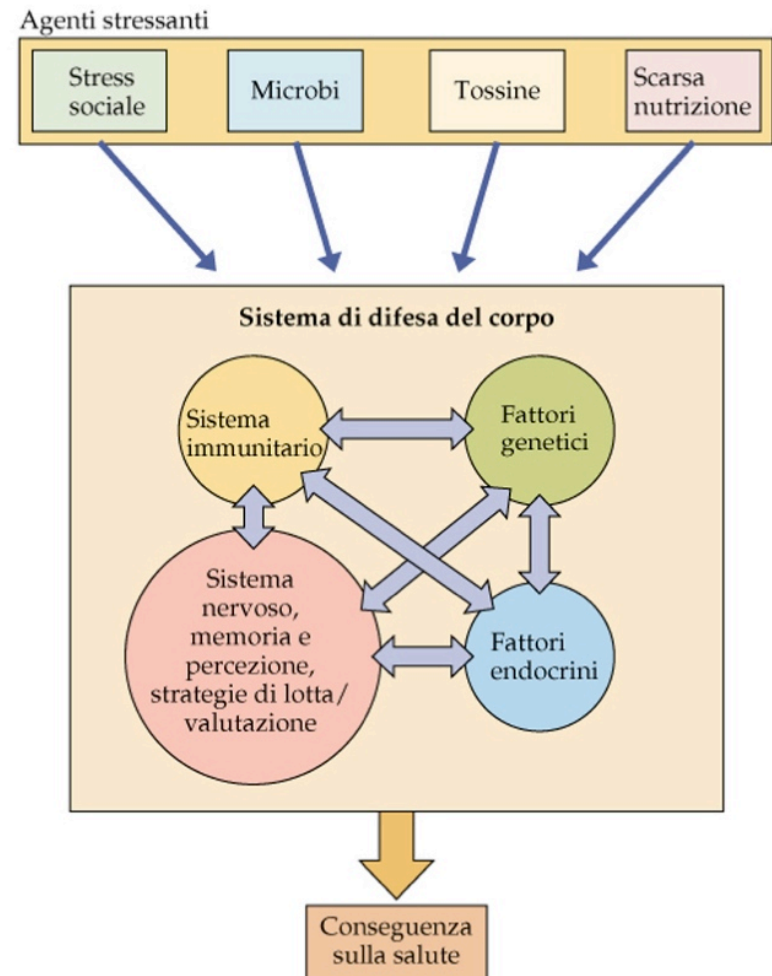 Agenti stressanti
Stress
sociale
Microbi
Tossine
Scarsa
nutrizione
Sistema di difesa del corpo
Sistema
immunitario
Fattori
genetici
Sistema
nervoso,
memoria e
percezione,
strategie di lotta/
valutazione
Fattori
endocrini
Conseguenza
sulla salute